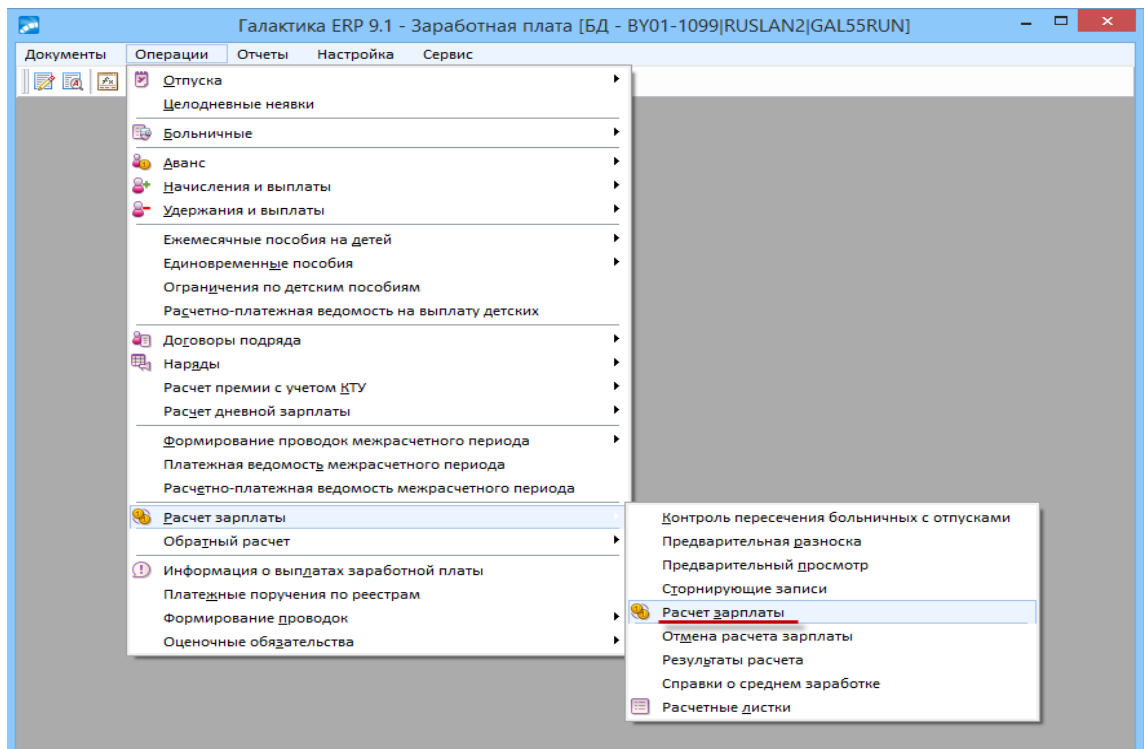 Галактика ERP 9.1 - Заработная плата [БД - BY01-1099|RUSLAN2|GAL55RUN]
Документы Операции Отчеты Настройка Сервис
Отпуска
Целодневные неявки
Больничные
Аванс
Начисления и выплаты
Удержания и выплаты
Ежемесячные пособия на детей
Единовременные пособия
Ограничения по детским пособиям
Расчетно-платежная ведомость на выплату детских
Договоры подряда
Наряды
Расчет премии с учетом КТУ
Расчет дневной зарплаты
Формирование проводок межрасчетного периода
Платежная ведомость межрасчетного периода
Расчетно-платежная ведомость межрасчетного периода
Расчет зарплаты
Обратный расчет
Информация о выплатах заработной платы
Платежные поручения по реестрам
Формирование проводок
Оценочные обязательства
Контроль пересечения больничных с отпусками
Предварительная разноска
Предварительный просмотр
Сторнирующие записи
Расчет зарплаты
Отмена расчета зарплаты
Результаты расчета
Справки о среднем заработке
Расчетные листки